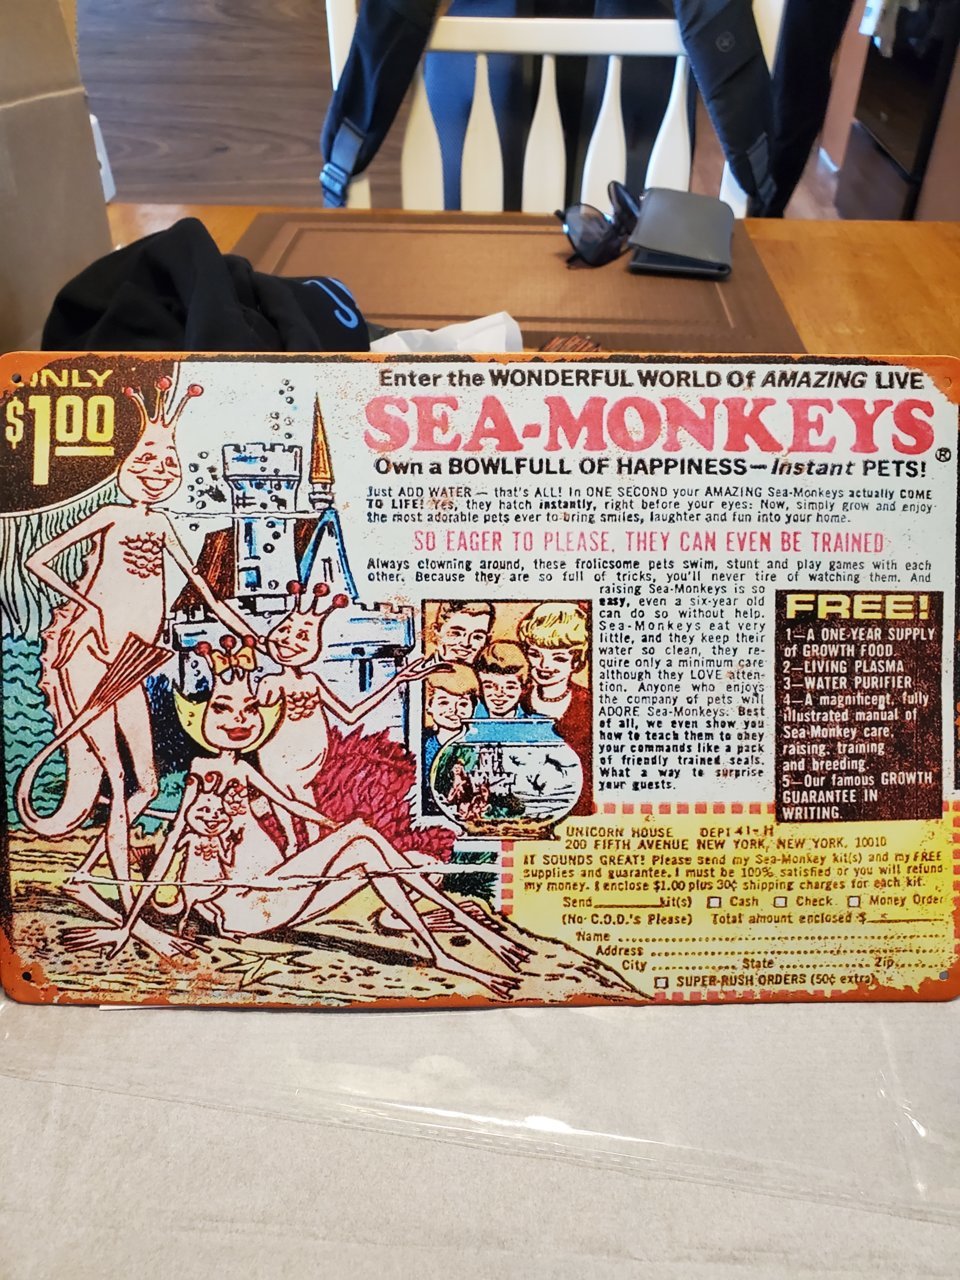 ONLY
$1.00
Enter the WONDERFUL WORLD Of AMAZING LIVE
SEA-MONKEYS®
Own a BOWLFULL OF HAPPINESS—Instant PETS!
Just ADD WATER — that's ALL! In ONE SECOND your AMAZING Sea-Monkeys actually COME
TO LIFE! Yes, they hatch instantly, right before your eyes: Now, simply grow and enjoy
the most adorable pets ever to bring smiles, laughter and fun into your home.
SO EAGER TO PLEASE, THEY CAN EVEN BE TRAINED
Always clowning around, these frolicsome pets swim, stunt and play games with each
other. Because they are so full of tricks, you'll never tire of watching them. And
raising Sea-Monkeys is so
easy, even a six-year old
can do so without help.
Sea-Monkeys eat very
little, and they keep their
water so clean, they re-
quire only a minimum care
although they LOVE atten-
tion. Anyone who enjoys
the company of pets will
ADORE Sea-Monkeys. Best
of all, we even show you
how to teach them to obey
your commands like a pack
of friendly trained seals.
What a way to surprise
your guests.
FREE!
1—A ONE-YEAR SUPPLY
of GROWTH FOOD.
2—LIVING PLASMA
3—WATER PURIFIER
4—A magnificent, fully
illustrated manual of
Sea-Monkey care,
raising, training
and breeding.
5—Our famous GROWTH
GUARANTEE IN
WRITING.
UNICORN HOUSE DEPT 41-H
200 FIFTH AVENUE NEW YORK, NEW YORK, 10010
IT SOUNDS GREAT! Please send my Sea-Monkey kit(s) and my FREE
supplies and guarantee. I must be 100% satisfied or you will refund
my money. I enclose $1.00 plus 30¢ shipping charges for each kit.
Send kit(s) Cash Check Money Order
(No C.O.D.'s Please) Total amount enclosed $
Name
Address
City State Zip
SUPER-RUSH ORDERS (50¢ extra)